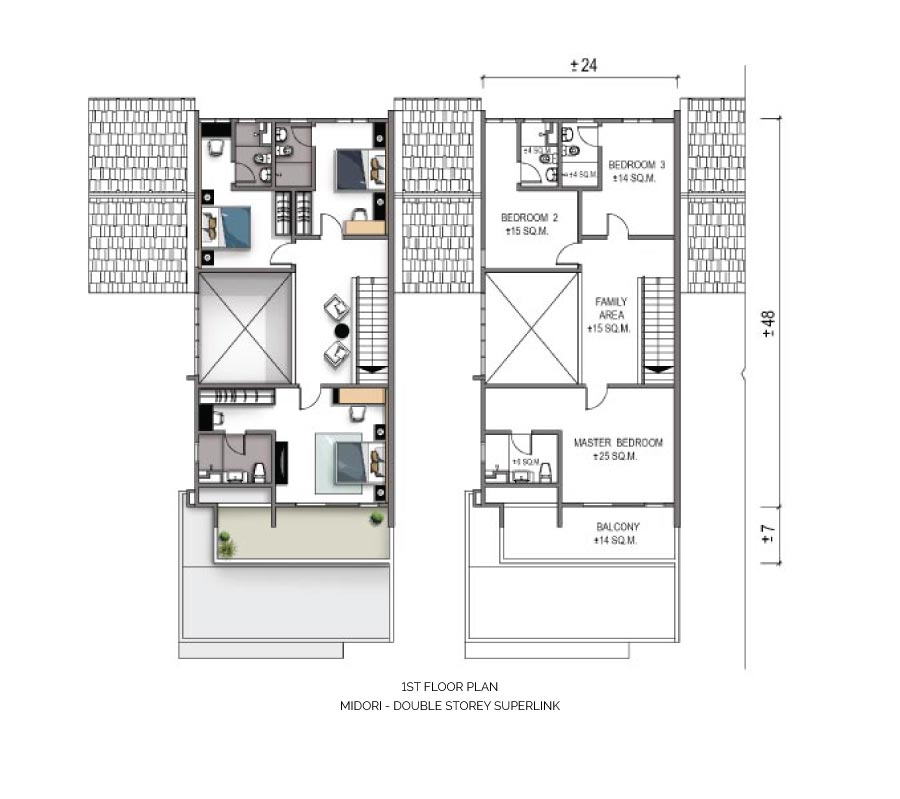 ±24
±4 SQ.M.
±4 SQ.M.
BEDROOM 3
±14 SQ.M.
BEDROOM 2
±15 SQ.M.
FAMILY
AREA
±15 SQ.M.
±48
MASTER BEDROOM
±25 SQ.M.
±6 SQ.M.
BALCONY
±14 SQ.M.
±7
1ST FLOOR PLAN
MIDORI - DOUBLE STOREY SUPERLINK